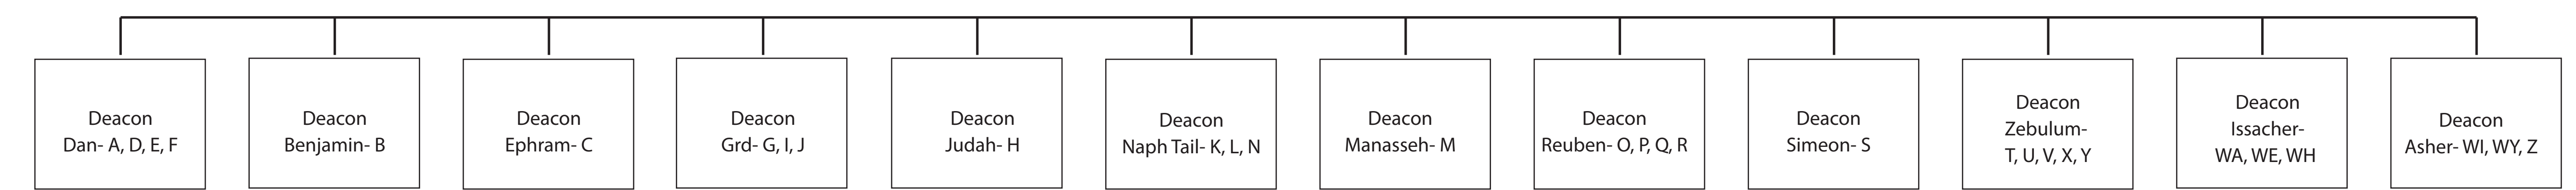 Deacon
Dan- A, D, E, F
Deacon
Benjamin- B
Deacon
Ephram- C
Deacon
Grd- G, I, J
Deacon
Judah- H
Deacon
Naph Tail- K, L, N
Deacon
Manasseh- M
Deacon
Reuben- O, P, Q, R
Deacon
Simeon- S
Deacon
Zebulum-
T, U, V, X, Y
Deacon
Issacher-
WA, WE, WH
Deacon
Asher- WI, WY, Z